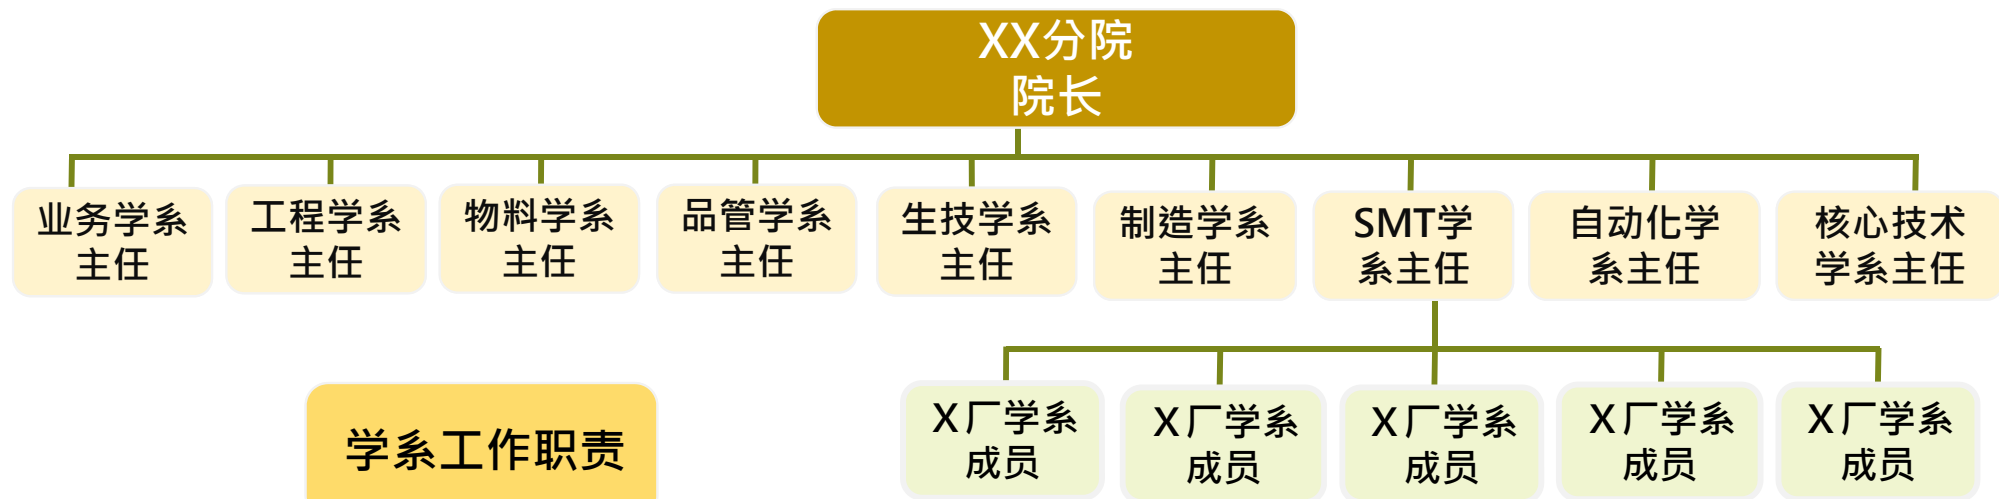 XX分院
院长
业务学系
主任
工程学系
主任
物料学系
主任
品管学系
主任
生技学系
主任
制造学系
主任
SMT学
系主任
自动化学
系主任
核心技术
学系主任
学系工作职责
X厂学系
成员
X厂学系
成员
X厂学系
成员
X厂学系
成员
X厂学系
成员